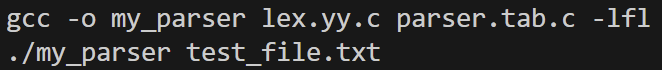 gcc -o my_parser lex.yy.c parser.tab.c -lfl
./my_parser test_file.txt